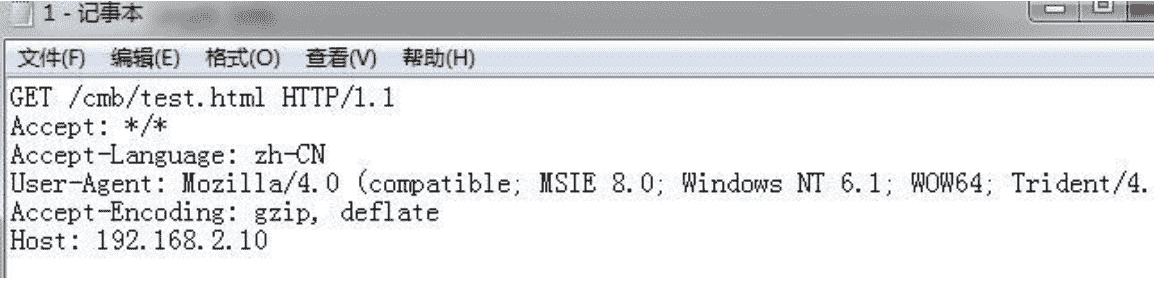 1 - 记事本
文件(F) 编辑(E) 格式(O) 查看(V) 帮助(H)
GET /cmb/test.html HTTP/1.1
Accept: */*
Accept-Language: zh-CN
User-Agent: Mozilla/4.0 (compatible; MSIE 8.0; Windows NT 6.1; WOW64; Trident/4.
Accept-Encoding: gzip, deflate
Host: 192.168.2.10